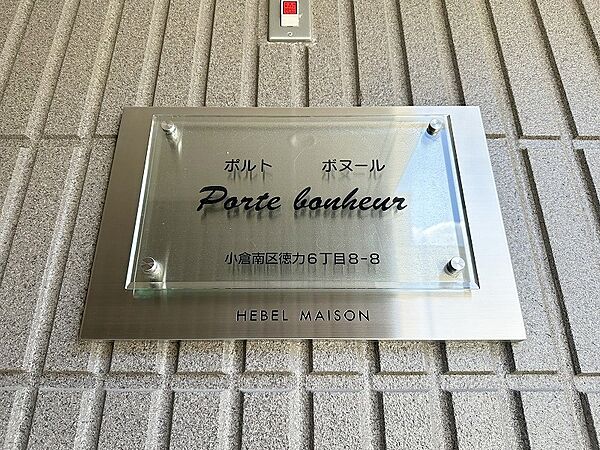 ポルト ボヌール
Porte bonheur
小倉南区徳力6丁目8-8
HEBEL MAISON